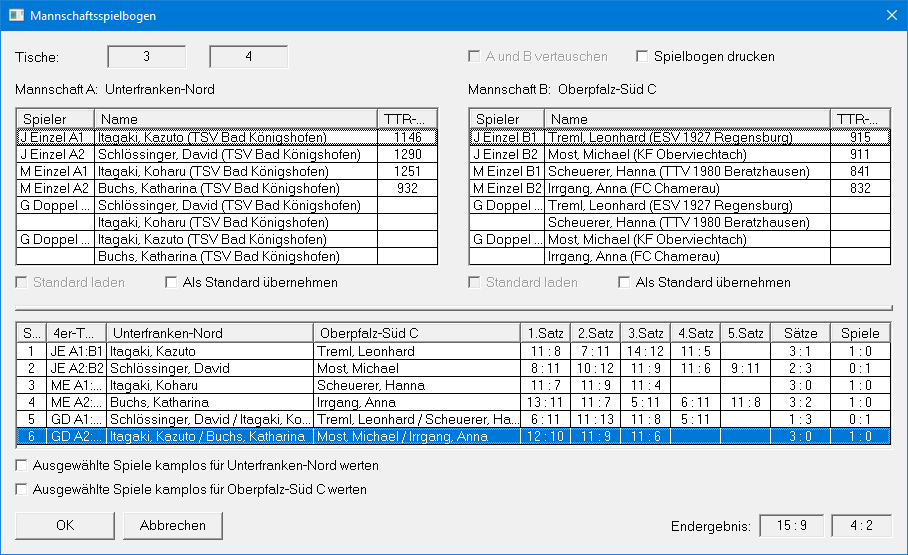 Mannschaftsspielbogen
Tische: 3 4 A und B vertauschen Spielbogen drucken
Mannschaft A: Unterfranken-Nord Mannschaft B: Oberpfalz-Süd C
Spieler Name TTR-... Spieler Name TTR-...
J Einzel A1 Itagaki, Kazuto (TSV Bad Königshofen) 1146 J Einzel B1 Treml, Leonhard (ESV 1927 Regensburg) 915
J Einzel A2 Schlössinger, David (TSV Bad Königshofen) 1290 J Einzel B2 Most, Michael (KF Oberviechtach) 911
M Einzel A1 Itagaki, Koharu (TSV Bad Königshofen) 1251 M Einzel B1 Scheuerer, Hanna (TTV 1980 Beratzhausen) 841
M Einzel A2 Buchs, Katharina (TSV Bad Königshofen) 932 M Einzel B2 Irrgang, Anna (FC Chamerau) 832
G Doppel ... Schlössinger, David (TSV Bad Königshofen) G Doppel ... Treml, Leonhard (ESV 1927 Regensburg)
Itagaki, Koharu (TSV Bad Königshofen) Scheuerer, Hanna (TTV 1980 Beratzhausen)
G Doppel ... Itagaki, Kazuto (TSV Bad Königshofen) G Doppel ... Most, Michael (KF Oberviechtach)
Buchs, Katharina (TSV Bad Königshofen) Irrgang, Anna (FC Chamerau)
Standard laden Als Standard übernehmen Standard laden Als Standard übernehmen
S... 4er-T... Unterfranken-Nord Oberpfalz-Süd C 1.Satz 2.Satz 3.Satz 4.Satz 5.Satz Sätze Spiele
1 JE A1:B1 Itagaki, Kazuto Treml, Leonhard 11 : 8 7 : 11 14 : 12 11 : 5 3 : 1 1 : 0
2 JE A2:B2 Schlössinger, David Most, Michael 8 : 11 10 : 12 11 : 9 11 : 6 9 : 11 2 : 3 0 : 1
3 ME A1:... Itagaki, Koharu Scheuerer, Hanna 11 : 7 11 : 9 11 : 4 3 : 0 1 : 0
4 ME A2:... Buchs, Katharina Irrgang, Anna 13 : 11 11 : 7 5 : 11 6 : 11 11 : 8 3 : 2 1 : 0
5 GD A1:... Schlössinger, David / Itagaki, Ko... Treml, Leonhard / Scheuerer, Ha... 6 : 11 11 : 13 11 : 8 5 : 11 1 : 3 0 : 1
6 GD A2:... Itagaki, Kazuto / Buchs, Katharina Most, Michael / Irrgang, Anna 12 : 10 11 : 9 11 : 6 3 : 0 1 : 0
Ausgewählte Spiele kamplos für Unterfranken-Nord werten
Ausgewählte Spiele kamplos für Oberpfalz-Süd C werten
OK Abbrechen Endergebnis: 15 : 9 4 : 2